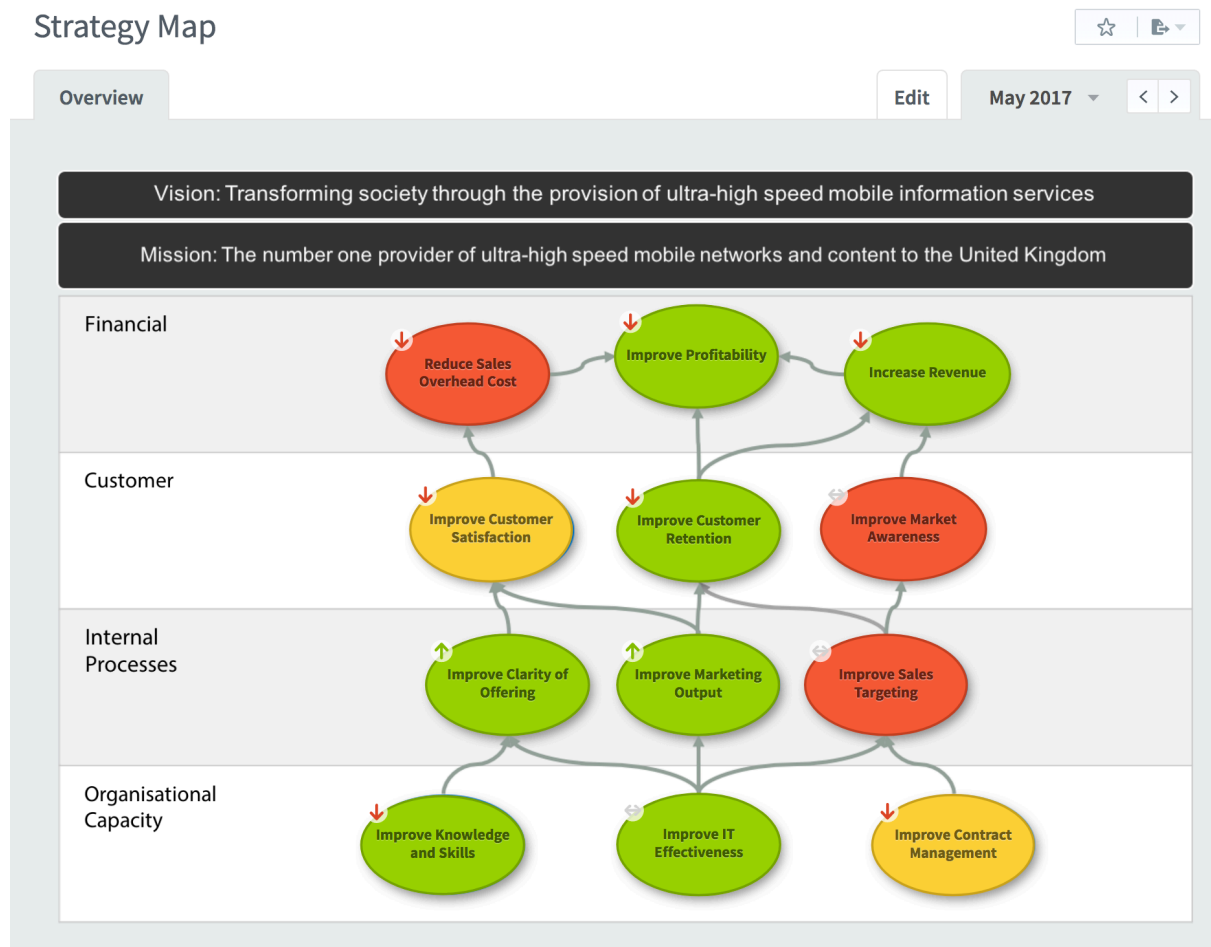 Strategy Map
Overview
Edit
May 2017
Vision: Transforming society through the provision of ultra-high speed mobile information services
Mission: The number one provider of ultra-high speed mobile networks and content to the United Kingdom
Financial
Reduce Sales
Overhead Cost
Improve Profitability
Increase Revenue
Customer
Improve Customer
Satisfaction
Improve Customer
Retention
Improve Market
Awareness
Internal
Processes
Improve Clarity of
Offering
Improve Marketing
Output
Improve Sales
Targeting
Organisational
Capacity
Improve Knowledge
and Skills
Improve IT
Effectiveness
Improve Contract
Management